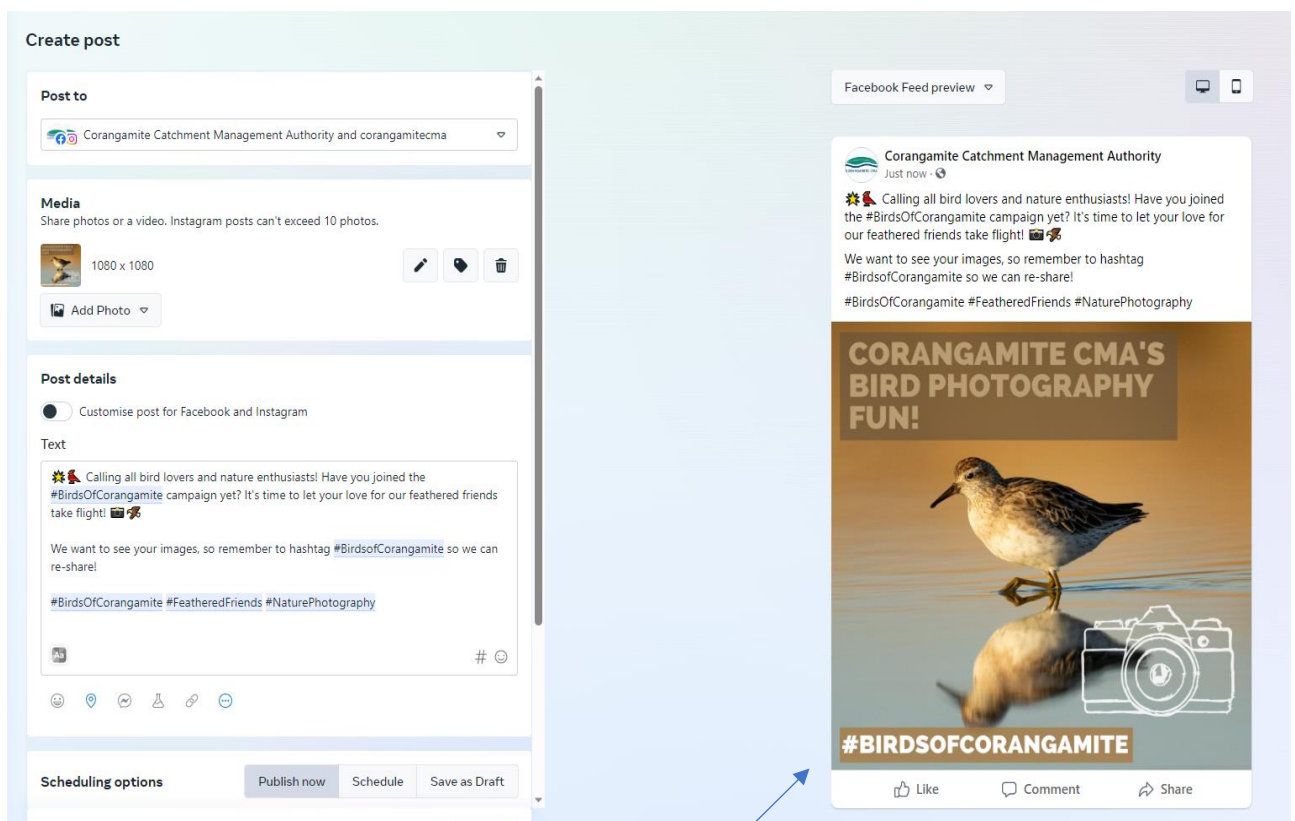 Create post
Post to
Corangamite Catchment Management Authority and corangamitecma
Media
Share photos or a video. Instagram posts can't exceed 10 photos.
1080 x 1080
Add Photo
Post details
Customise post for Facebook and Instagram
Text
💥🐦 Calling all bird lovers and nature enthusiasts! Have you joined the
#BirdsOfCorangamite campaign yet? It's time to let your love for our feathered friends
take flight! 📸
We want to see your images, so remember to hashtag #BirdsofCorangamite so we can
re-share!
#BirdsOfCorangamite #FeatheredFriends #NaturePhotography
Aa
#
Scheduling options
Publish now
Schedule
Save as Draft
Facebook Feed preview
Corangamite Catchment Management Authority
Just now ·
Calling all bird lovers and nature enthusiasts! Have you joined
the #BirdsOfCorangamite campaign yet? It's time to let your love for
our feathered friends take flight! 📸
We want to see your images, so remember to hashtag
#BirdsofCorangamite so we can re-share!
#BirdsOfCorangamite #FeatheredFriends #NaturePhotography
CORANGAMITE CMA'S
BIRD PHOTOGRAPHY
FUN!
#BIRDSOFCORANGAMITE
Like
Comment
Share